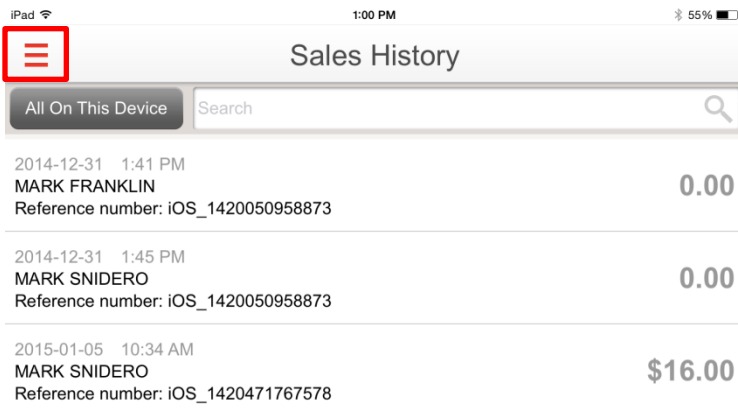 iPad 1:00 PM 55%
Sales History
All On This Device Search
2014-12-31 1:41 PM
MARK FRANKLIN 0.00
Reference number: iOS_1420050958873
2014-12-31 1:45 PM
MARK SNIDERO 0.00
Reference number: iOS_1420050958873
2015-01-05 10:34 AM
MARK SNIDERO $16.00
Reference number: iOS_1420471767578